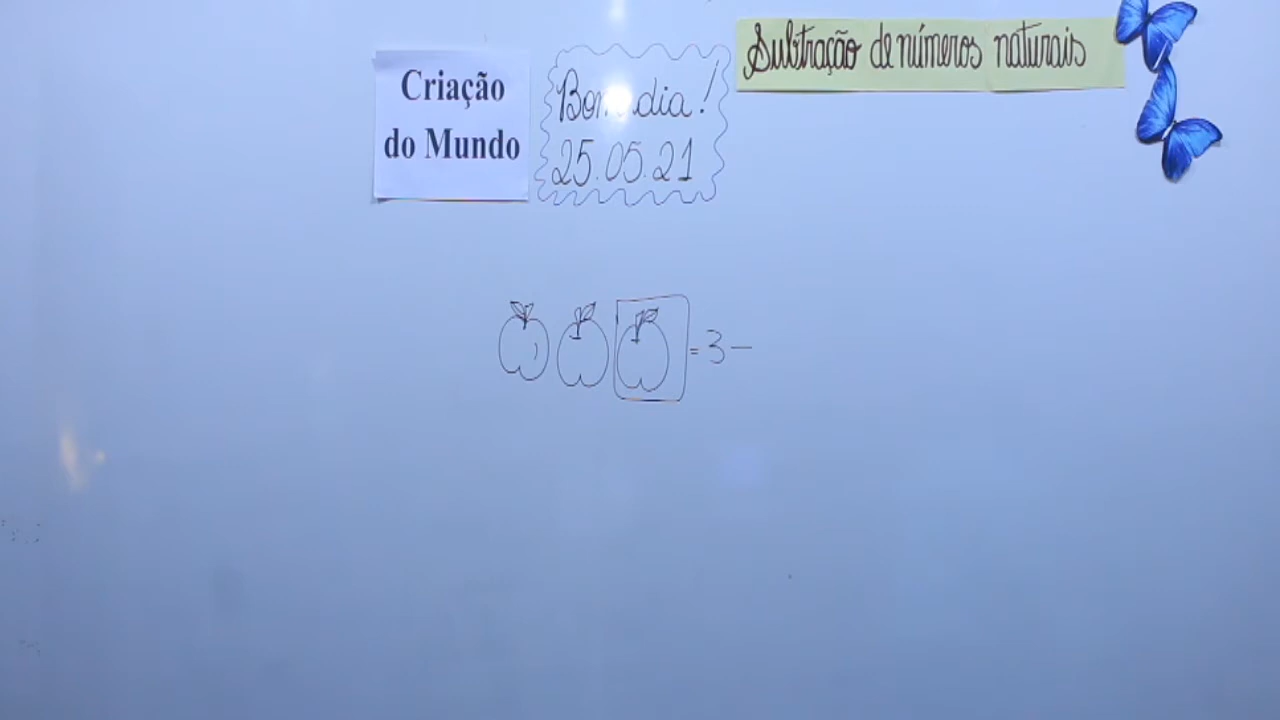 Criação
do Mundo
Bom dia!
25.05.21
Subtração de números naturais
= 3 -